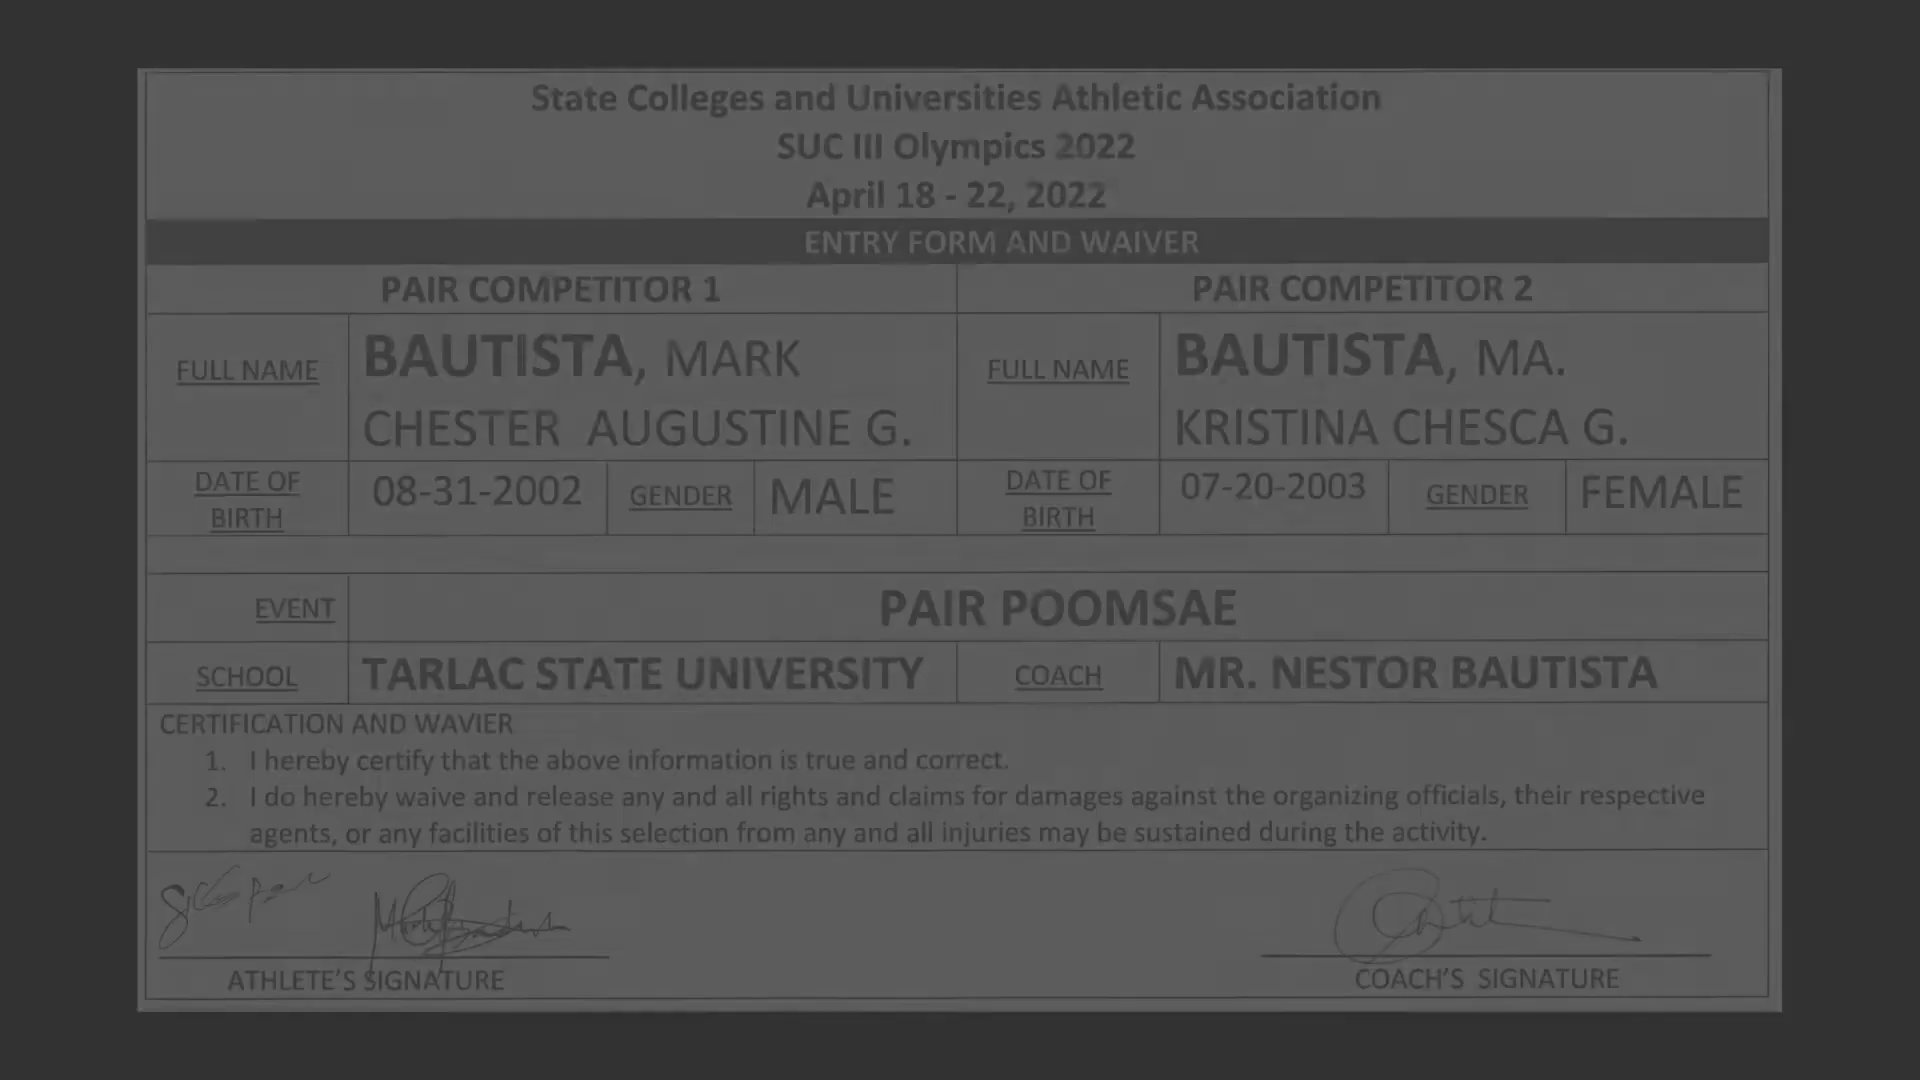 State Colleges and Universities Athletic Association
SUC III Olympics 2022
April 18 - 22, 2022
ENTRY FORM AND WAIVER
PAIR COMPETITOR 1
PAIR COMPETITOR 2
FULL NAME
BAUTISTA, MARK
CHESTER AUGUSTINE G.
FULL NAME
BAUTISTA, MA.
KRISTINA CHESCA G.
DATE OF
BIRTH
08-31-2002
GENDER
MALE
DATE OF
BIRTH
07-20-2003
GENDER
FEMALE
EVENT
PAIR POOMSAE
SCHOOL
TARLAC STATE UNIVERSITY
COACH
MR. NESTOR BAUTISTA
CERTIFICATION AND WAVIER
1. I hereby certify that the above information is true and correct.
2. I do hereby waive and release any and all rights and claims for damages against the organizing officials, their respective
agents, or any facilities of this selection from any and all injuries may be sustained during the activity.
ATHLETE'S SIGNATURE
COACH'S SIGNATURE